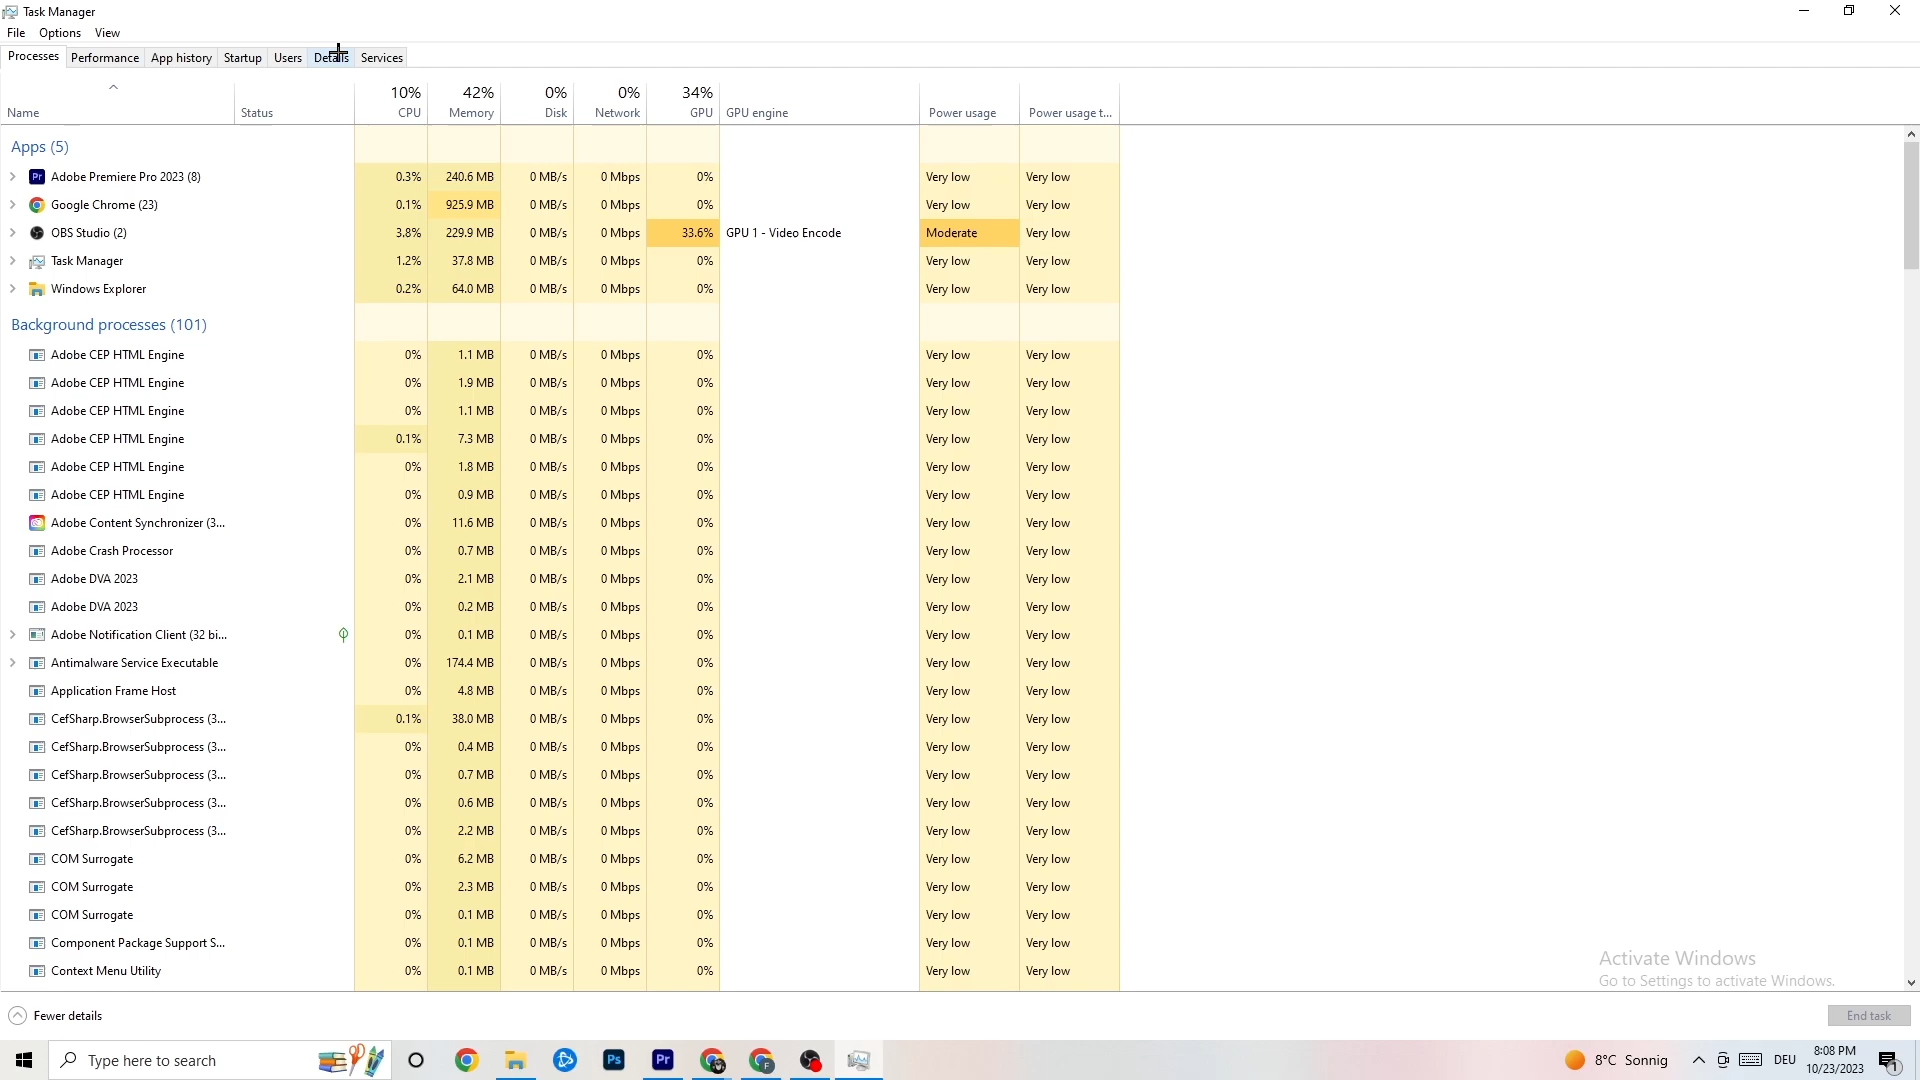 Task Manager
File Options View
Processes Performance App history Startup Users Details Services
10% 42% 0% 0% 34%
Name Status CPU Memory Disk Network GPU GPU engine Power usage Power usage t...
Apps (5)
Adobe Premiere Pro 2023 (8) 0.3% 240.6 MB 0 MB/s 0 Mbps 0% Very low Very low
Google Chrome (23) 0.1% 925.9 MB 0 MB/s 0 Mbps 0% Very low Very low
OBS Studio (2) 3.8% 229.9 MB 0 MB/s 0 Mbps 33.6% GPU 1 - Video Encode Moderate Very low
Task Manager 1.2% 37.8 MB 0 MB/s 0 Mbps 0% Very low Very low
Windows Explorer 0.2% 64.0 MB 0 MB/s 0 Mbps 0% Very low Very low
Background processes (101)
Adobe CEP HTML Engine 0% 1.1 MB 0 MB/s 0 Mbps 0% Very low Very low
Adobe CEP HTML Engine 0% 1.9 MB 0 MB/s 0 Mbps 0% Very low Very low
Adobe CEP HTML Engine 0% 1.1 MB 0 MB/s 0 Mbps 0% Very low Very low
Adobe CEP HTML Engine 0.1% 7.3 MB 0 MB/s 0 Mbps 0% Very low Very low
Adobe CEP HTML Engine 0% 1.8 MB 0 MB/s 0 Mbps 0% Very low Very low
Adobe CEP HTML Engine 0% 0.9 MB 0 MB/s 0 Mbps 0% Very low Very low
Adobe Content Synchronizer (3... 0% 11.6 MB 0 MB/s 0 Mbps 0% Very low Very low
Adobe Crash Processor 0% 0.7 MB 0 MB/s 0 Mbps 0% Very low Very low
Adobe DVA 2023 0% 2.1 MB 0 MB/s 0 Mbps 0% Very low Very low
Adobe DVA 2023 0% 0.2 MB 0 MB/s 0 Mbps 0% Very low Very low
Adobe Notification Client (32 bi... 0% 0.1 MB 0 MB/s 0 Mbps 0% Very low Very low
Antimalware Service Executable 0% 174.4 MB 0 MB/s 0 Mbps 0% Very low Very low
Application Frame Host 0% 4.8 MB 0 MB/s 0 Mbps 0% Very low Very low
CefSharp.BrowserSubprocess (3... 0.1% 38.0 MB 0 MB/s 0 Mbps 0% Very low Very low
CefSharp.BrowserSubprocess (3... 0% 0.4 MB 0 MB/s 0 Mbps 0% Very low Very low
CefSharp.BrowserSubprocess (3... 0% 0.7 MB 0 MB/s 0 Mbps 0% Very low Very low
CefSharp.BrowserSubprocess (3... 0% 0.6 MB 0 MB/s 0 Mbps 0% Very low Very low
CefSharp.BrowserSubprocess (3... 0% 2.2 MB 0 MB/s 0 Mbps 0% Very low Very low
COM Surrogate 0% 6.2 MB 0 MB/s 0 Mbps 0% Very low Very low
COM Surrogate 0% 2.3 MB 0 MB/s 0 Mbps 0% Very low Very low
COM Surrogate 0% 0.1 MB 0 MB/s 0 Mbps 0% Very low Very low
Component Package Support S... 0% 0.1 MB 0 MB/s 0 Mbps 0% Very low Very low
Context Menu Utility 0% 0.1 MB 0 MB/s 0 Mbps 0% Very low Very low
Activate Windows
Go to Settings to activate Windows.
Fewer details End task
Type here to search Ps Pr F 8°C Sonnig DEU 8:08 PM
10/23/2023 1